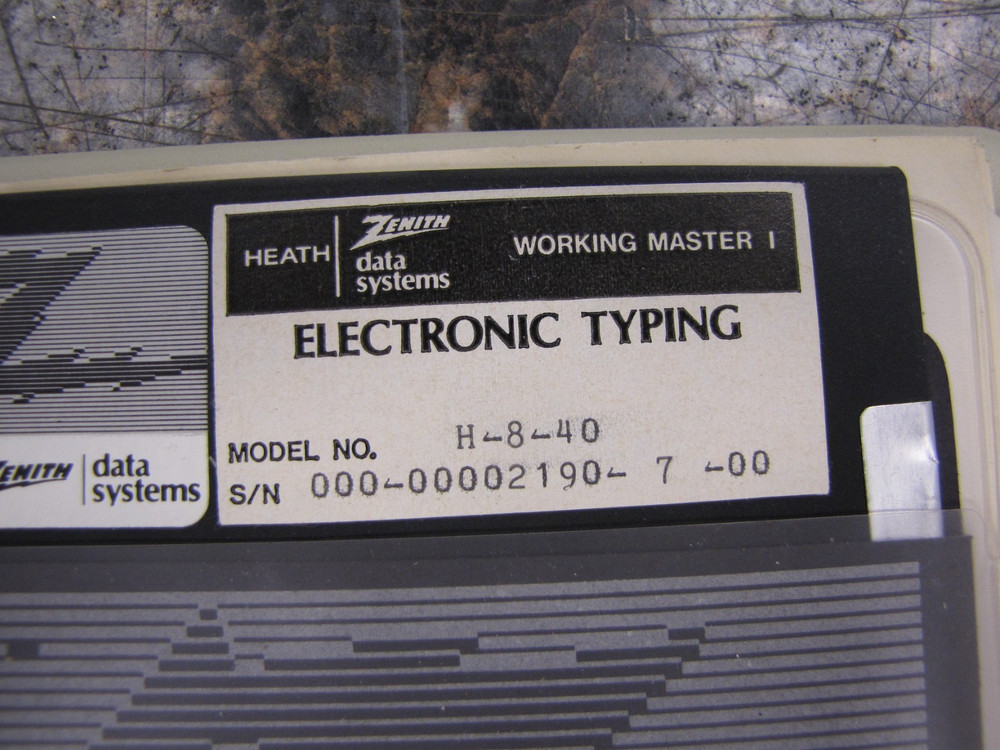 HEATH ZENITH data systems WORKING MASTER I
ELECTRONIC TYPING
MODEL NO. H-8-40
S/N 000-00002190- 7 -00
ZENITH data systems